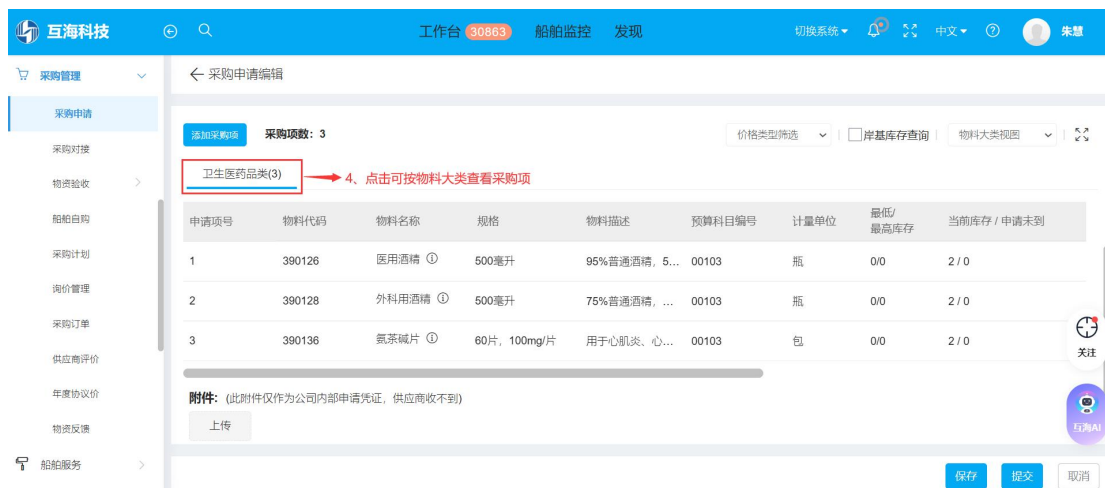 互海科技
工作台 30863 船舶监控 发现
切换系统 中文 朱慧
采购管理
采购申请
采购对接
物资验收
船舶自购
采购计划
询价管理
采购订单
供应商评价
年度协议价
物资反馈
船舶服务
采购申请编辑
添加采购项 采购项数：3 价格类型筛选 岸基库存查询 物料大类视图
卫生医药品类(3) 4、点击可按物料大类查看采购项
申请项号 物料代码 物料名称 规格 物料描述 预算科目编号 计量单位 最低/最高库存 当前库存 / 申请未到
1 390126 医用酒精 500毫升 95%普通酒精，5... 00103 瓶 0/0 2 / 0
2 390128 外科用酒精 500毫升 75%普通酒精，... 00103 瓶 0/0 2 / 0
3 390136 氨茶碱片 60片，100mg/片 用于心肌炎、心... 00103 包 0/0 2 / 0
附件：(此附件仅作为公司内部申请凭证，供应商收不到)
上传
关注
互海AI
保存 提交 取消